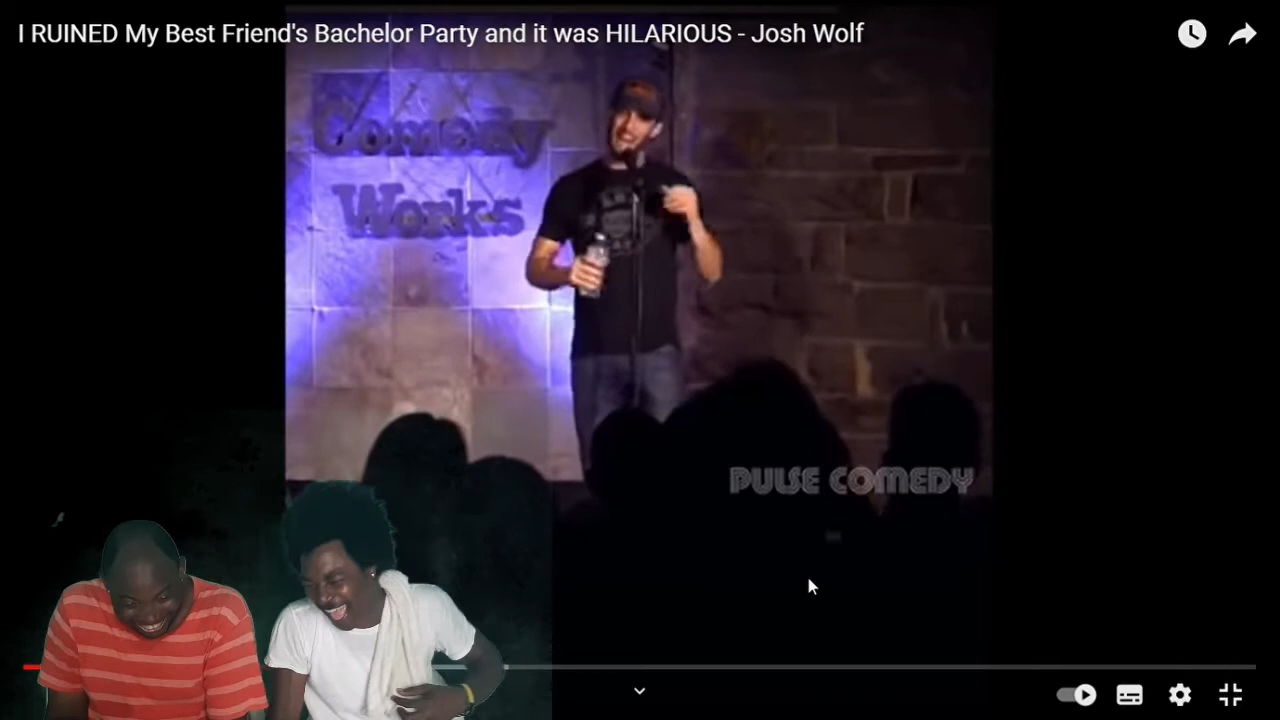 I RUINED My Best Friend's Bachelor Party and it was HILARIOUS - Josh Wolf
Comedy
Works
PULSE COMEDY